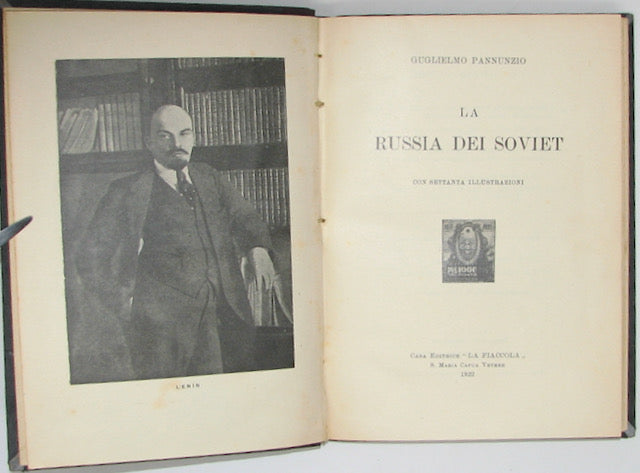 LENIN
GUGLIELMO PANNUNZIO
LA
RUSSIA DEI SOVIET
CON SETTANTA ILLUSTRAZIONI
CASA EDITRICE "LA FIACCOLA„
S. MARIA CAPUA VETERE
1922